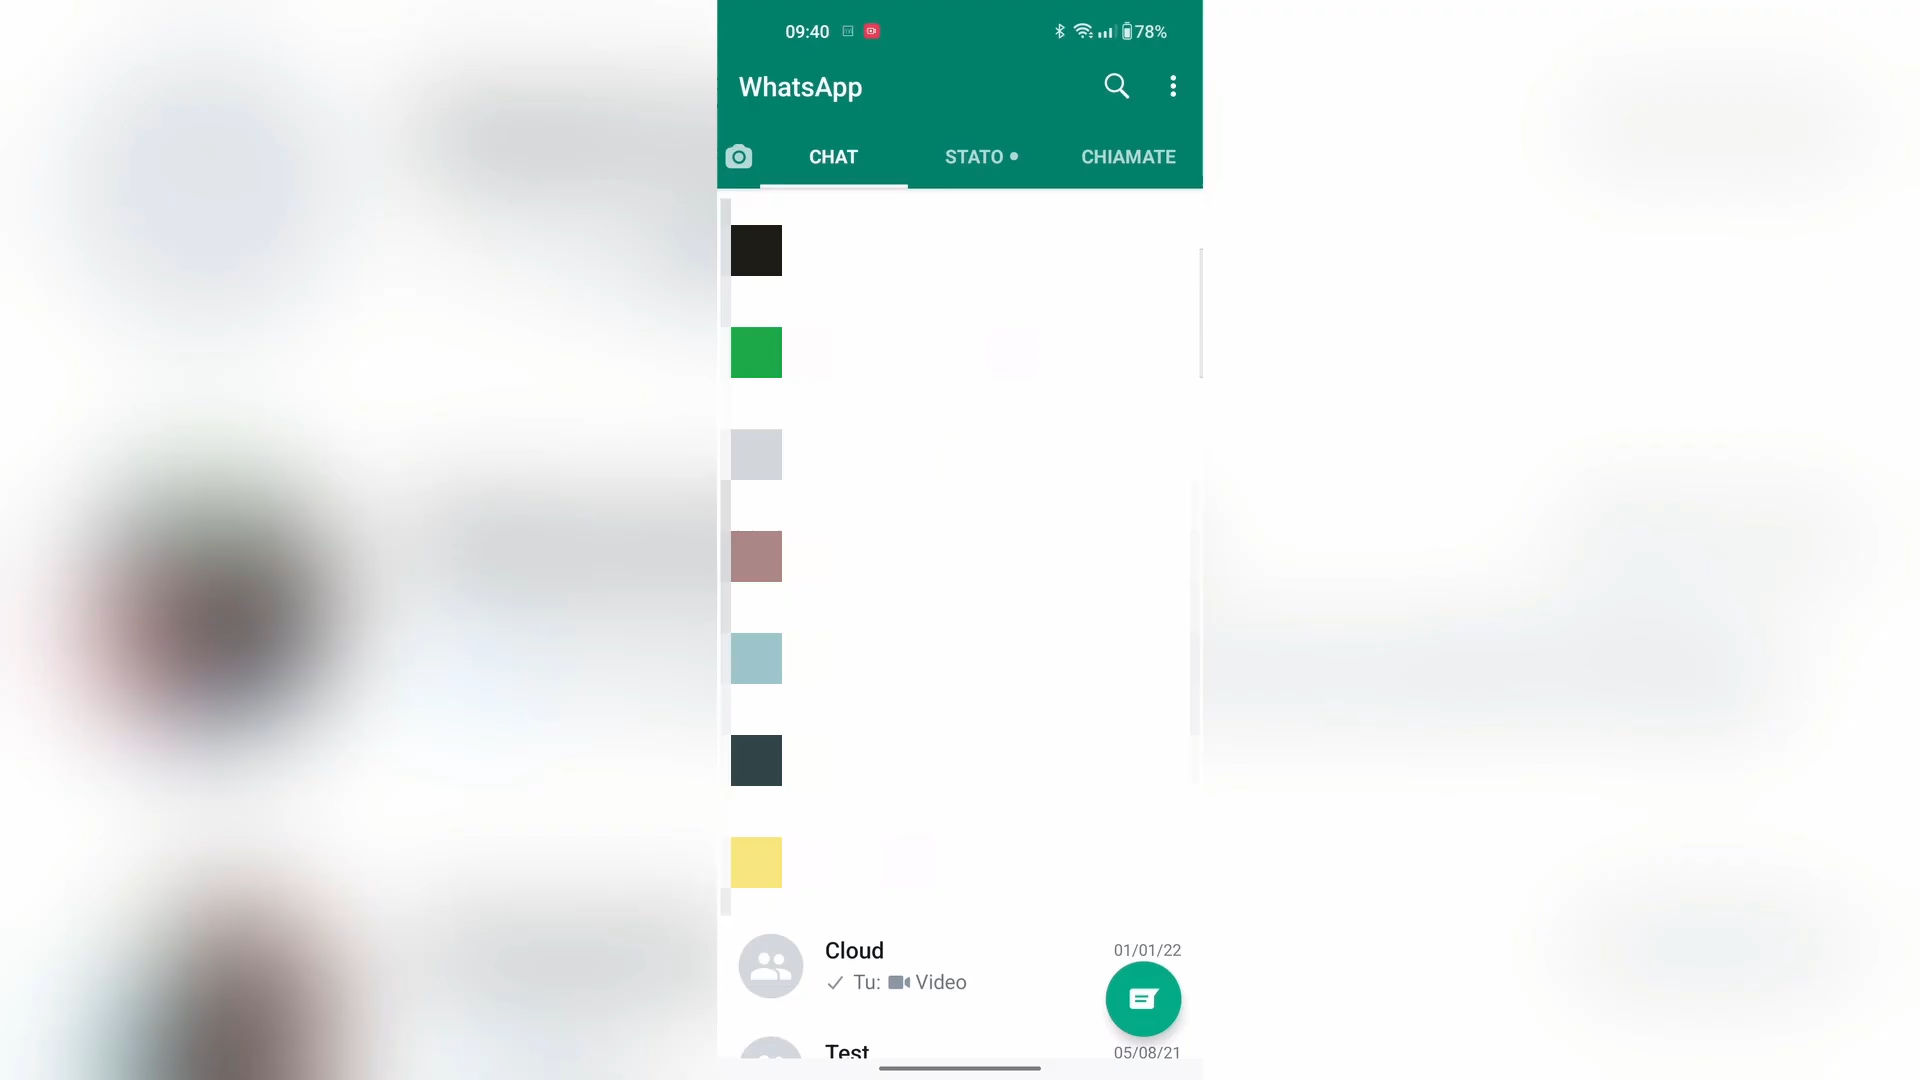 09:40 78%
WhatsApp
CHAT STATO CHIAMATE
Cloud 01/01/22
Tu: Video
Test 05/08/21